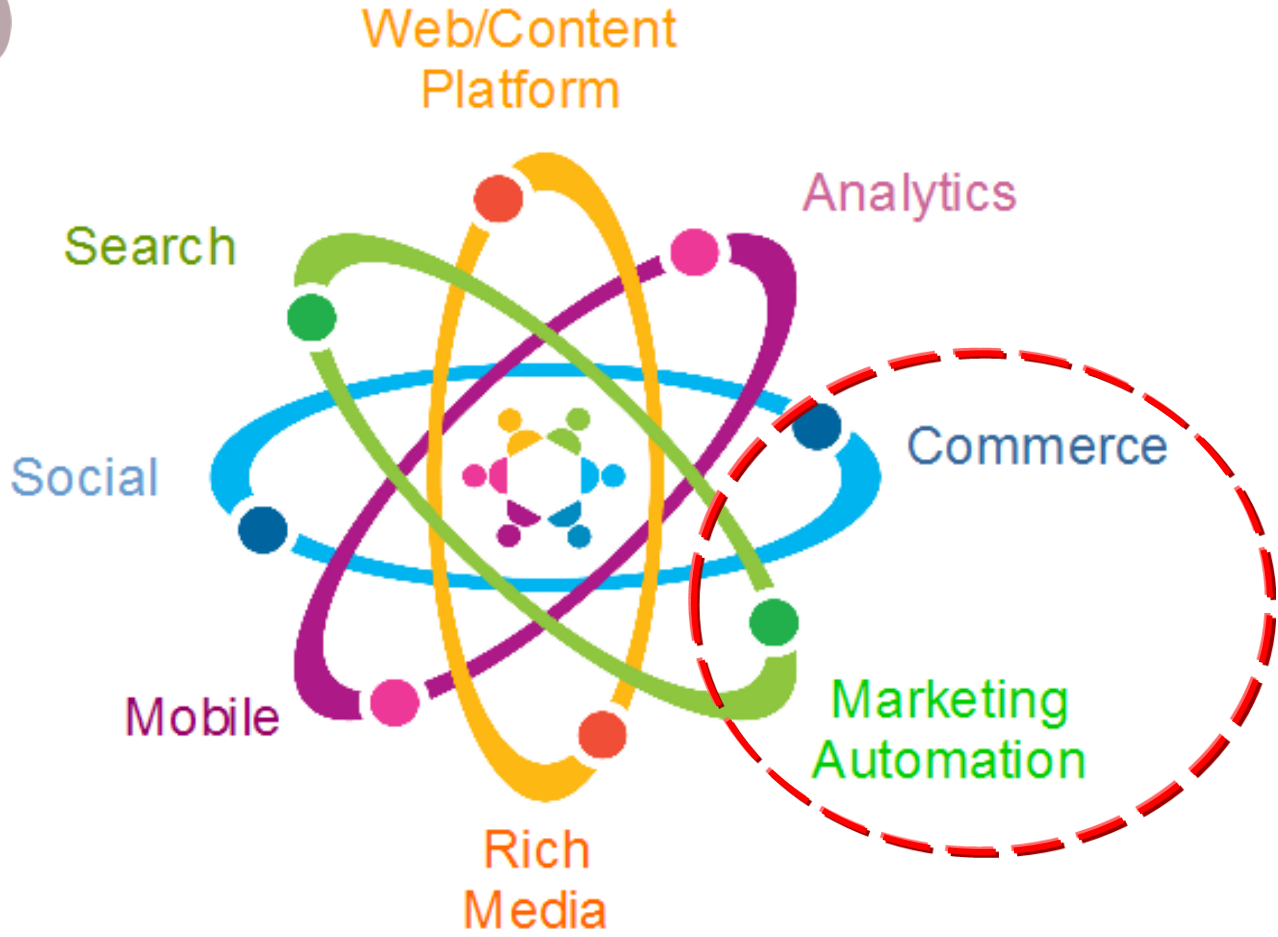 Web/Content
Platform
Analytics
Search
Commerce
Social
Marketing
Automation
Mobile
Rich
Media